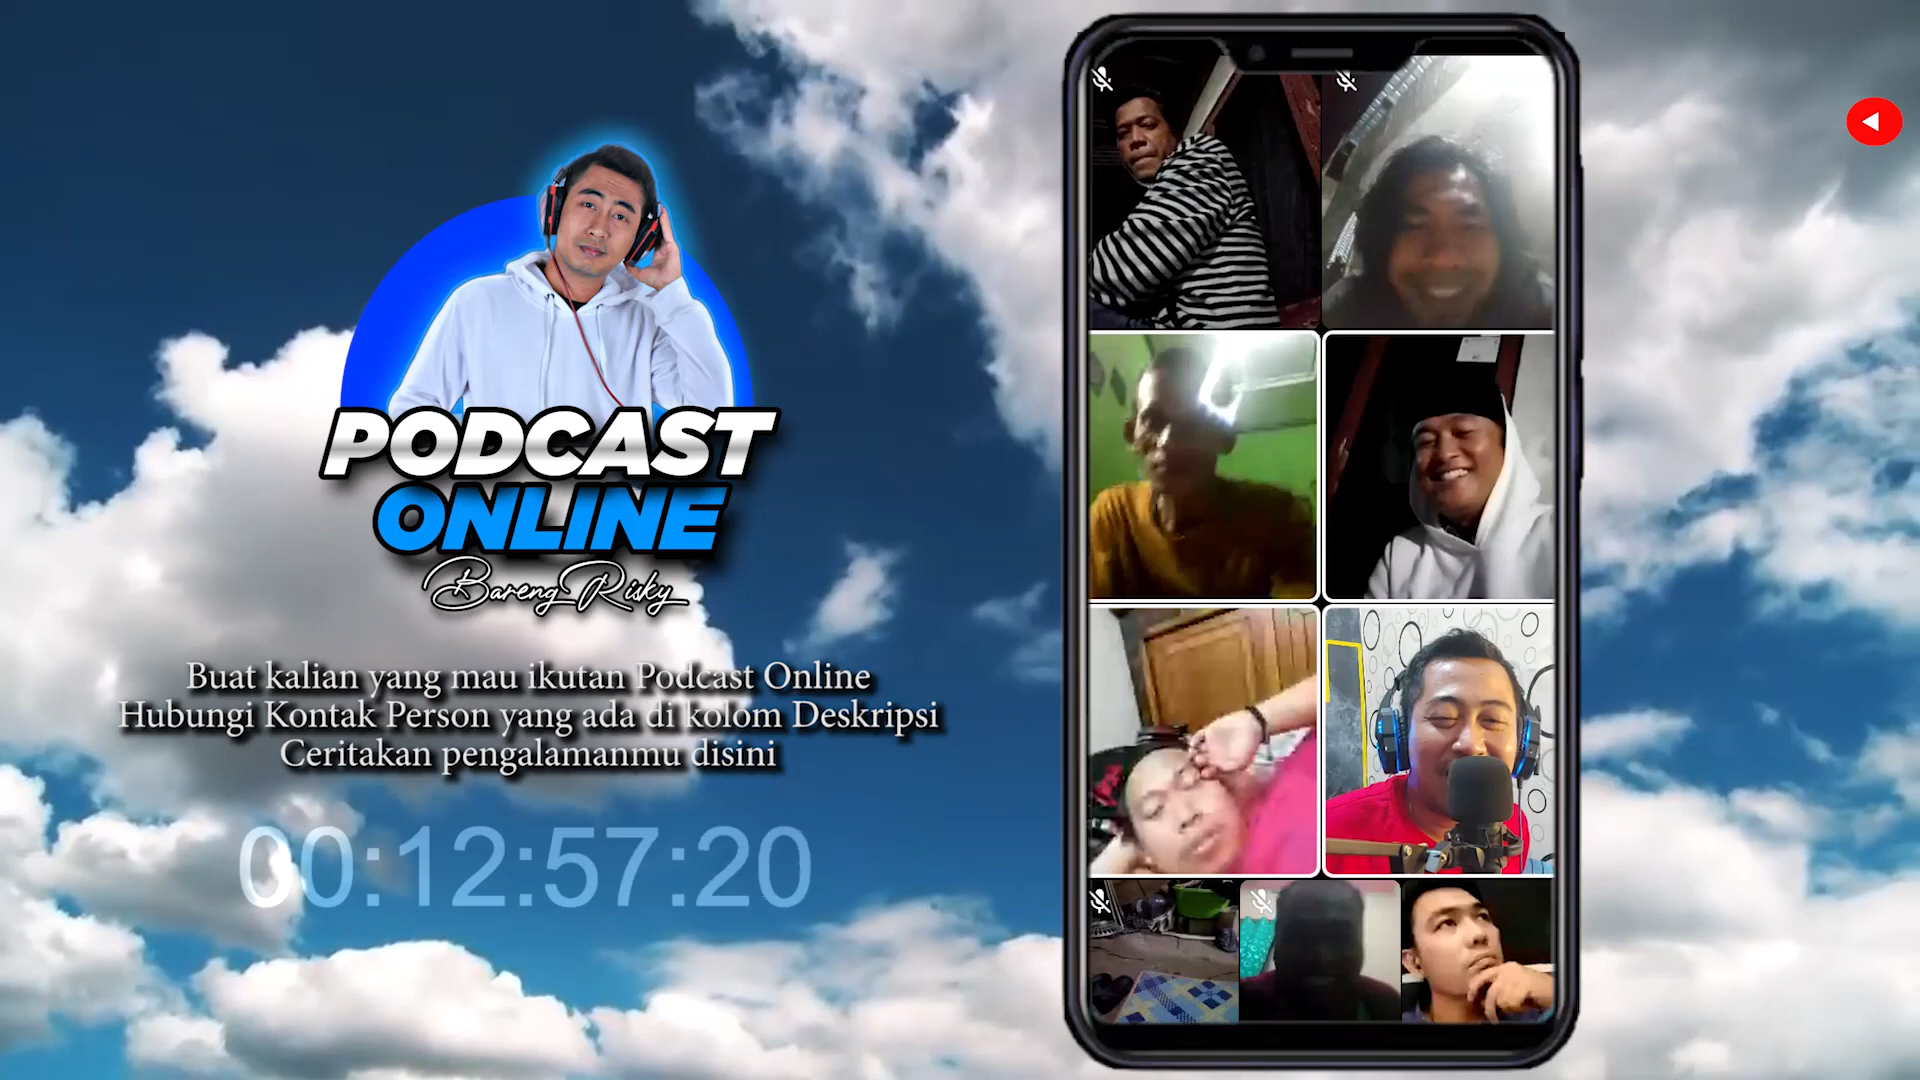 PODCAST
ONLINE
Bareng Risky
Buat kalian yang mau ikutan Podcast Online
Hubungi Kontak Person yang ada di kolom Deskripsi
Ceritakan pengalamanmu disini
00:12:57:20